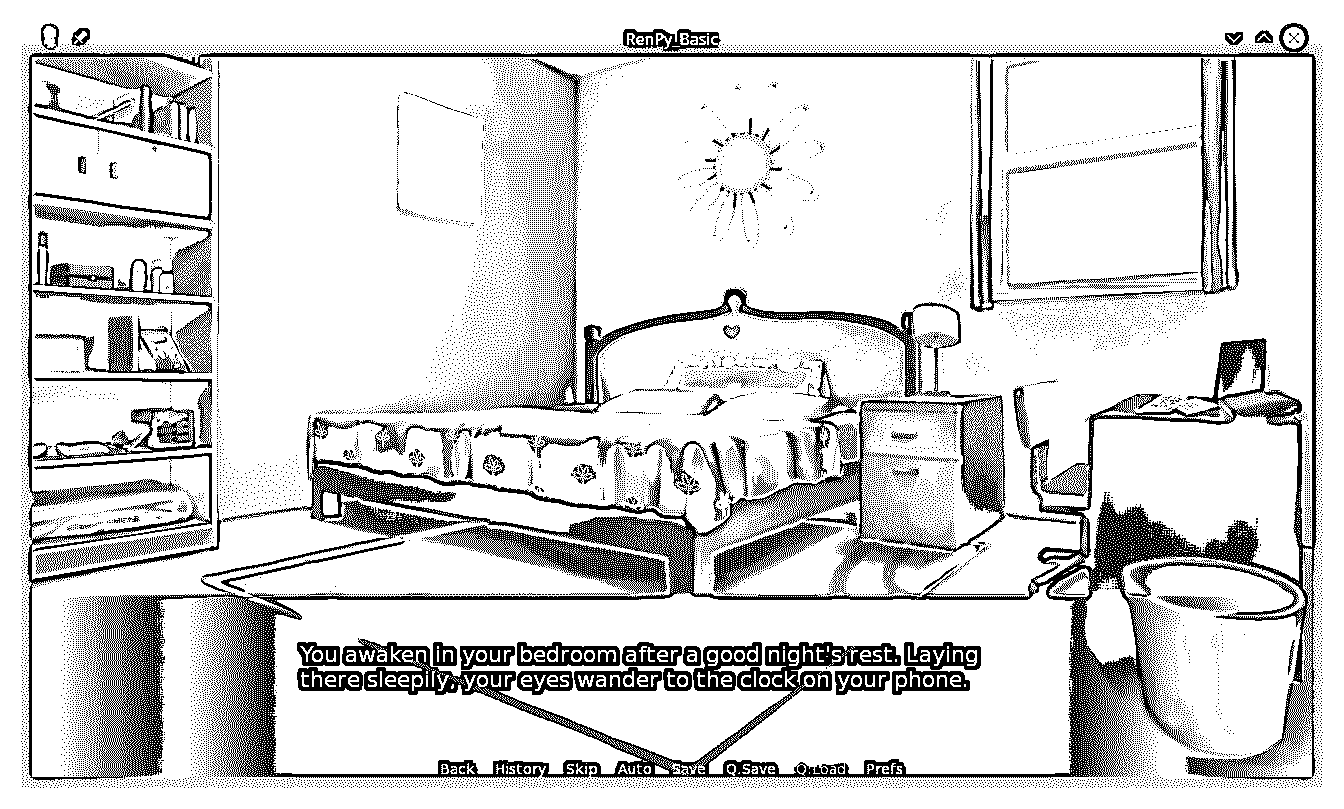 RenPy_Basic
You awaken in your bedroom after a good night's rest. Laying
there sleepily, your eyes wander to the clock on your phone.
Back History Skip Auto Save Q.Save Q.Load Prefs